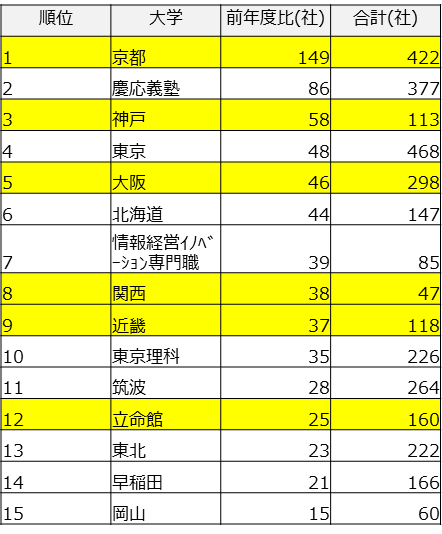 順位 大学 前年度比(社) 合計(社)
1 京都 149 422
2 慶応義塾 86 377
3 神戸 58 113
4 東京 48 468
5 大阪 46 298
6 北海道 44 147
情報経営ｲﾉﾍﾞ
7 ｰｼｮﾝ専門職 39 85
8 関西 38 47
9 近畿 37 118
10 東京理科 35 226
11 筑波 28 264
12 立命館 25 160
13 東北 23 222
14 早稲田 21 166
15 岡山 15 60